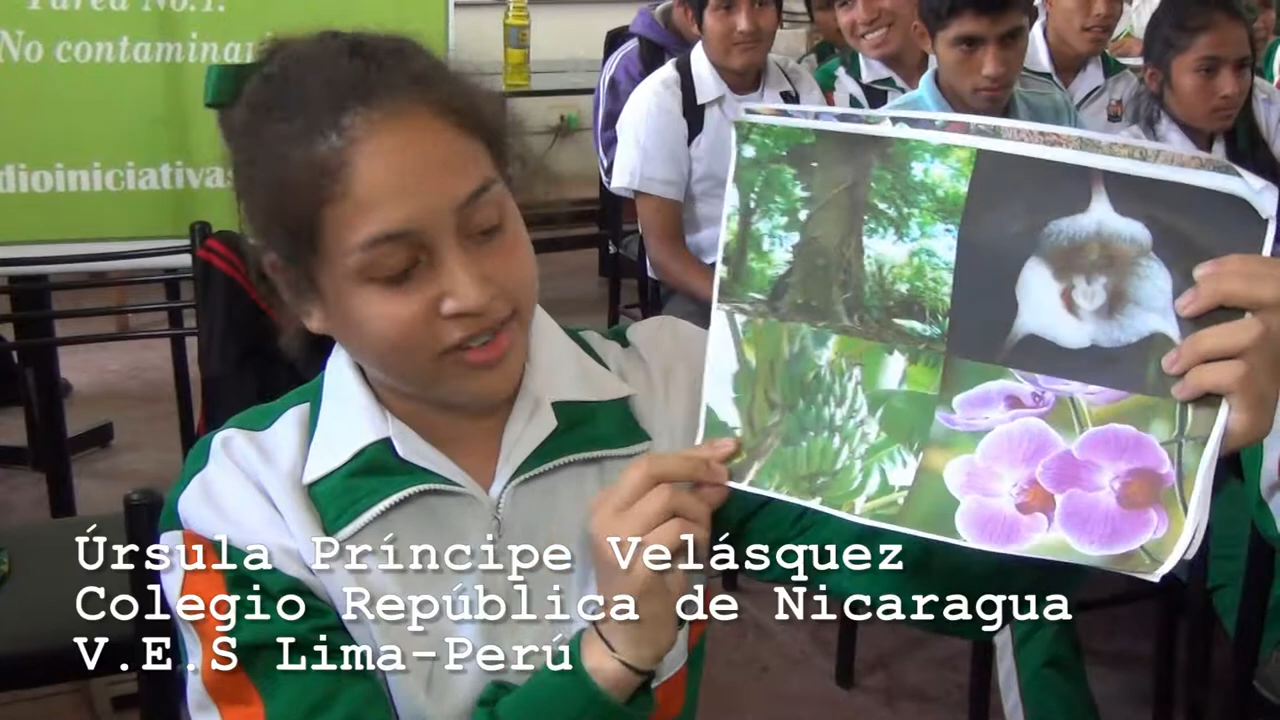 Tarea No.1.
No contaminar
dioiniciativas
Úrsula Príncipe Velásquez
Colegio República de Nicaragua
V.E.S Lima-Perú